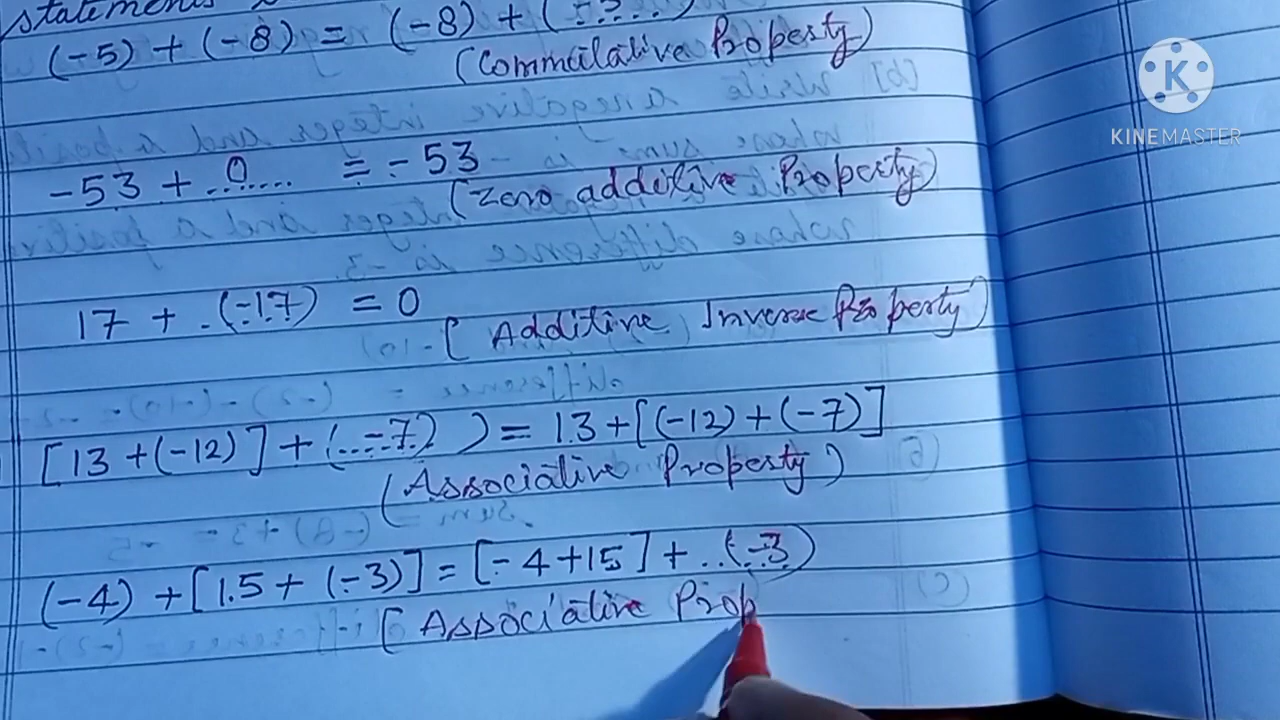 statements
(-5) + (-8) = (-8) + (.....)
(Commutative Property)
-53 + ..0...... = -53
(Zero additive Property)
17 + .(-17) = 0
[Additive Inverse Property)
[13 + (-12)] + (....-7.) ) = 13 + [(-12) + (-7)]
(Associative Property)
(-4) + [15 + (-3)] = [-4+15] + ..(-3)
[Associative Prop
K
KINEMASTER